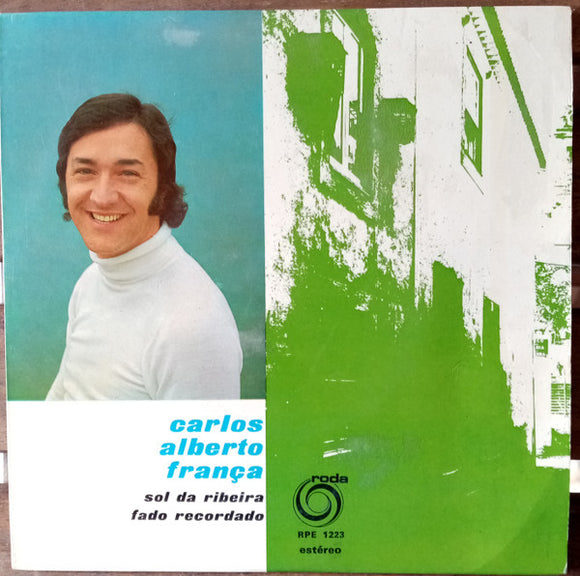 carlos
alberto
frança
sol da ribeira
fado recordado
roda
RPE 1223
estéreo